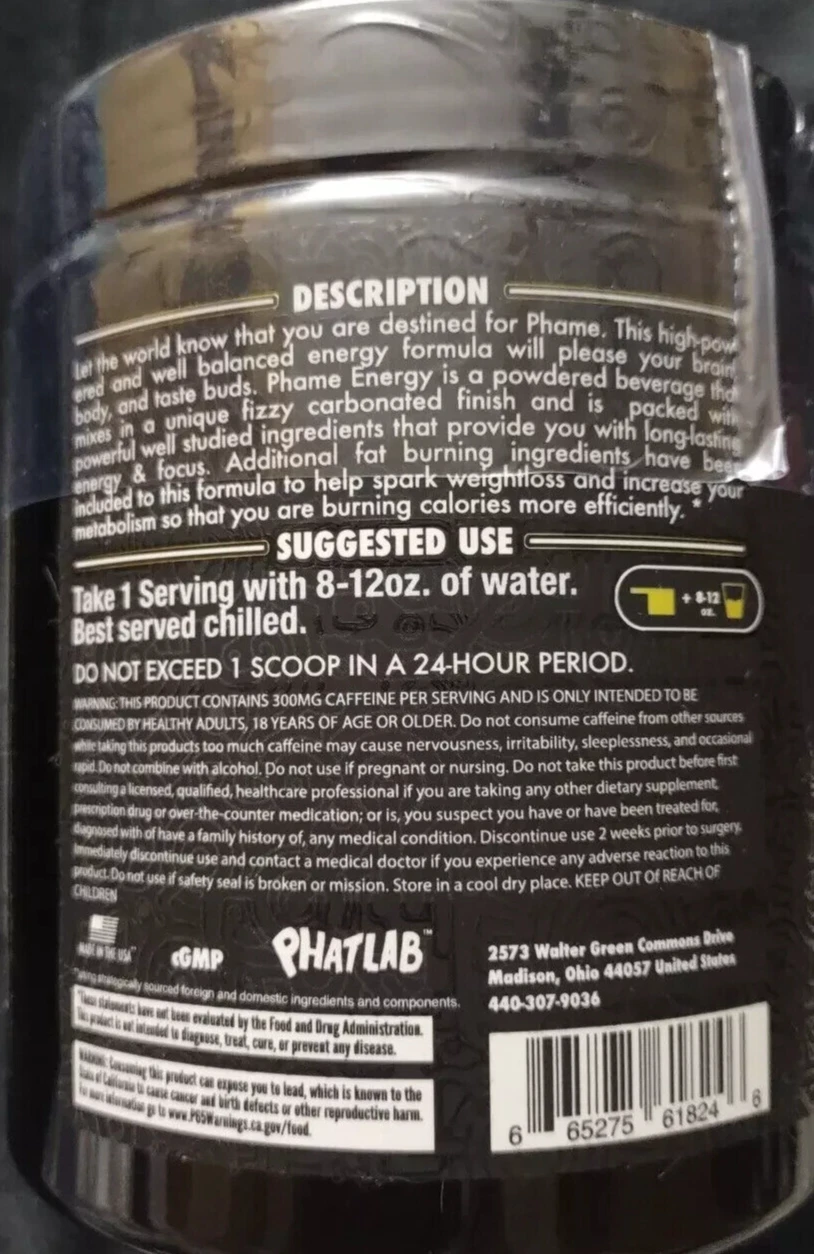 DESCRIPTION
Let the world know that you are destined for Phame. This high-pow
ered and well balanced energy formula will please your brain
body, and taste buds. Phame Energy is a powdered beverage tha
mixes in a unique fizzy carbonated finish and is packed with
powerful well studied ingredients that provide you with long-lasting
energy & focus. Additional fat burning ingredients have bee
included to this formula to help spark weightloss and increase your
metabolism so that you are burning calories more efficiently. *
SUGGESTED USE
Take 1 Serving with 8-12oz. of water.
Best served chilled.
+ 8-12
oz.
DO NOT EXCEED 1 SCOOP IN A 24-HOUR PERIOD.
WARNING: THIS PRODUCT CONTAINS 300MG CAFFEINE PER SERVING AND IS ONLY INTENDED TO BE
CONSUMED BY HEALTHY ADULTS, 18 YEARS OF AGE OR OLDER. Do not consume caffeine from other sources
while taking this products too much caffeine may cause nervousness, irritability, sleeplessness, and occasional
rapid. Do not combine with alcohol. Do not use if pregnant or nursing. Do not take this product before first
consulting a licensed, qualified, healthcare professional if you are taking any other dietary supplement,
prescription drug or over-the-counter medication; or is, you suspect you have or have been treated for,
diagnosed with of have a family history of, any medical condition. Discontinue use 2 weeks prior to surgery.
Immediately discontinue use and contact a medical doctor if you experience any adverse reaction to this
product. Do not use if safety seal is broken or mission. Store in a cool dry place. KEEP OUT Of REACH OF
CHILDREN
MADE IN THE USA**
cGMP
PHATLAB™
2573 Walter Green Commons Drive
Madison, Ohio 44057 United States
440-307-9036
**using strategically sourced foreign and domestic ingredients and components.
*These statements have not been evaluated by the Food and Drug Administration.
This product is not intended to diagnose, treat, cure, or prevent any disease.
WARNING: Consuming this product can expose you to lead, which is known to the
State of California to cause cancer and birth defects or other reproductive harm.
For more information go to www.P65Warnings.ca.gov/food.
6 65275 61824 6